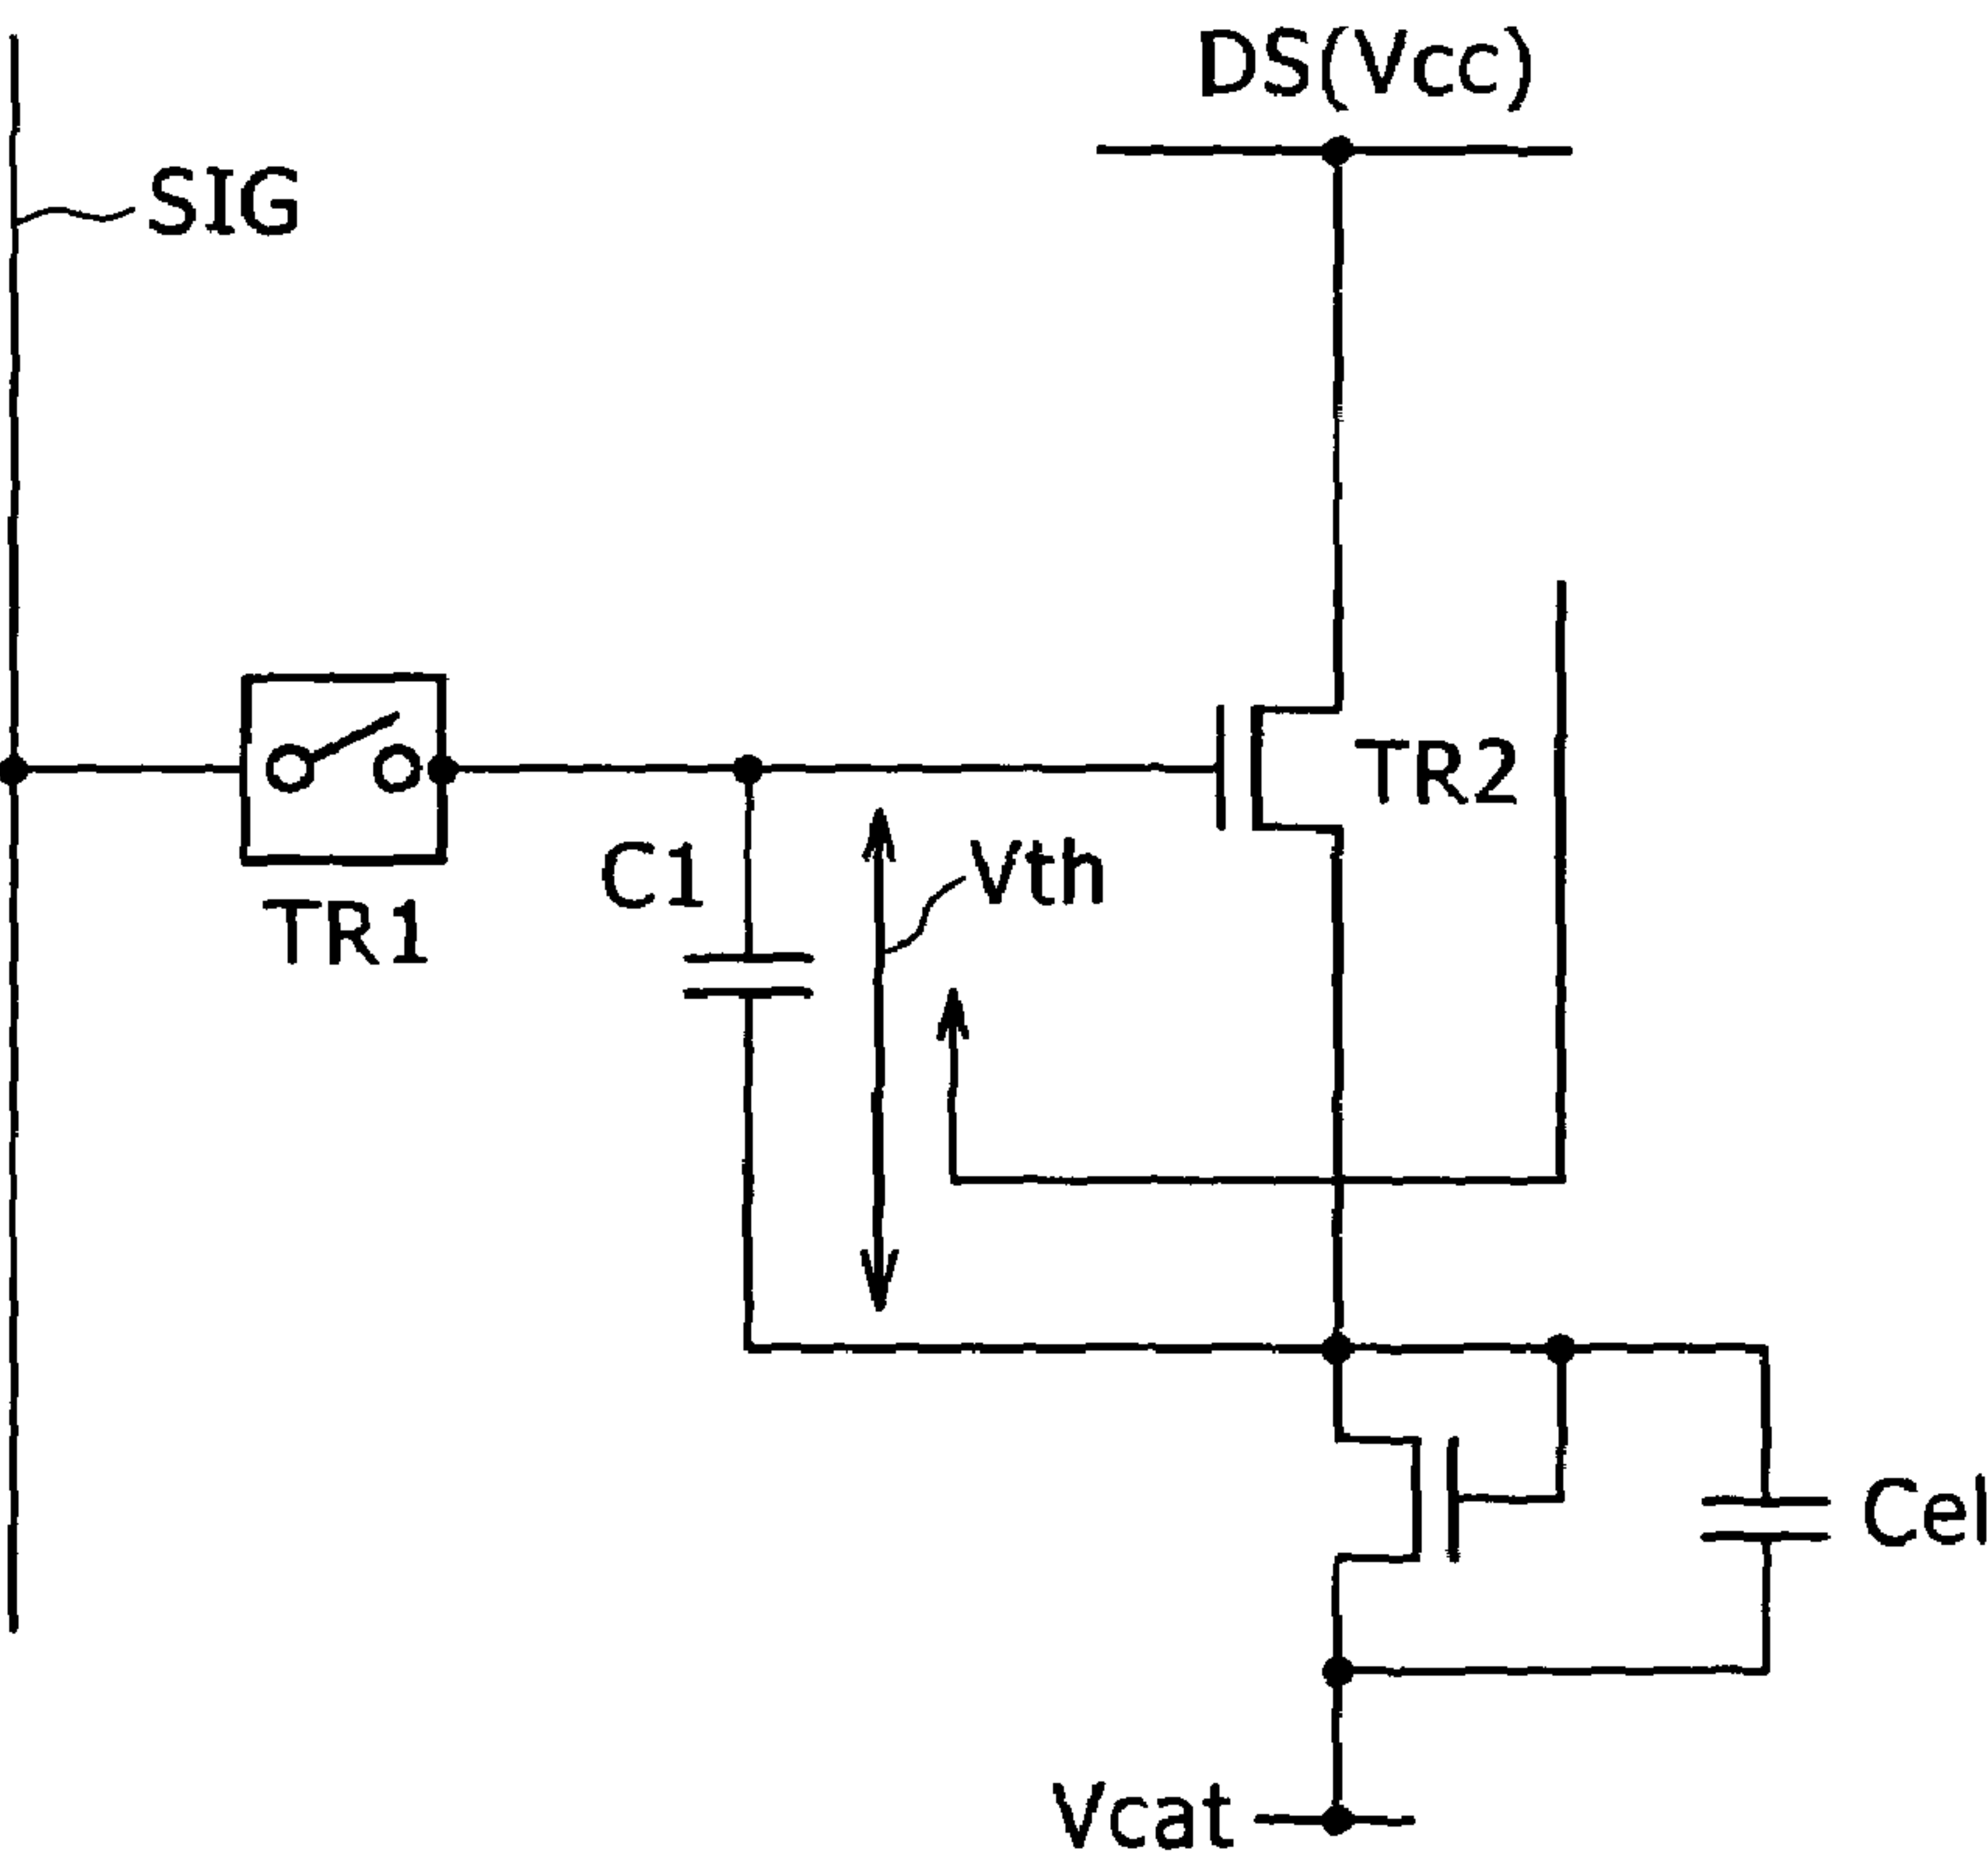 DS(Vcc)
SIG
TR2
C1
Vth
TR1
Cel
Vcat